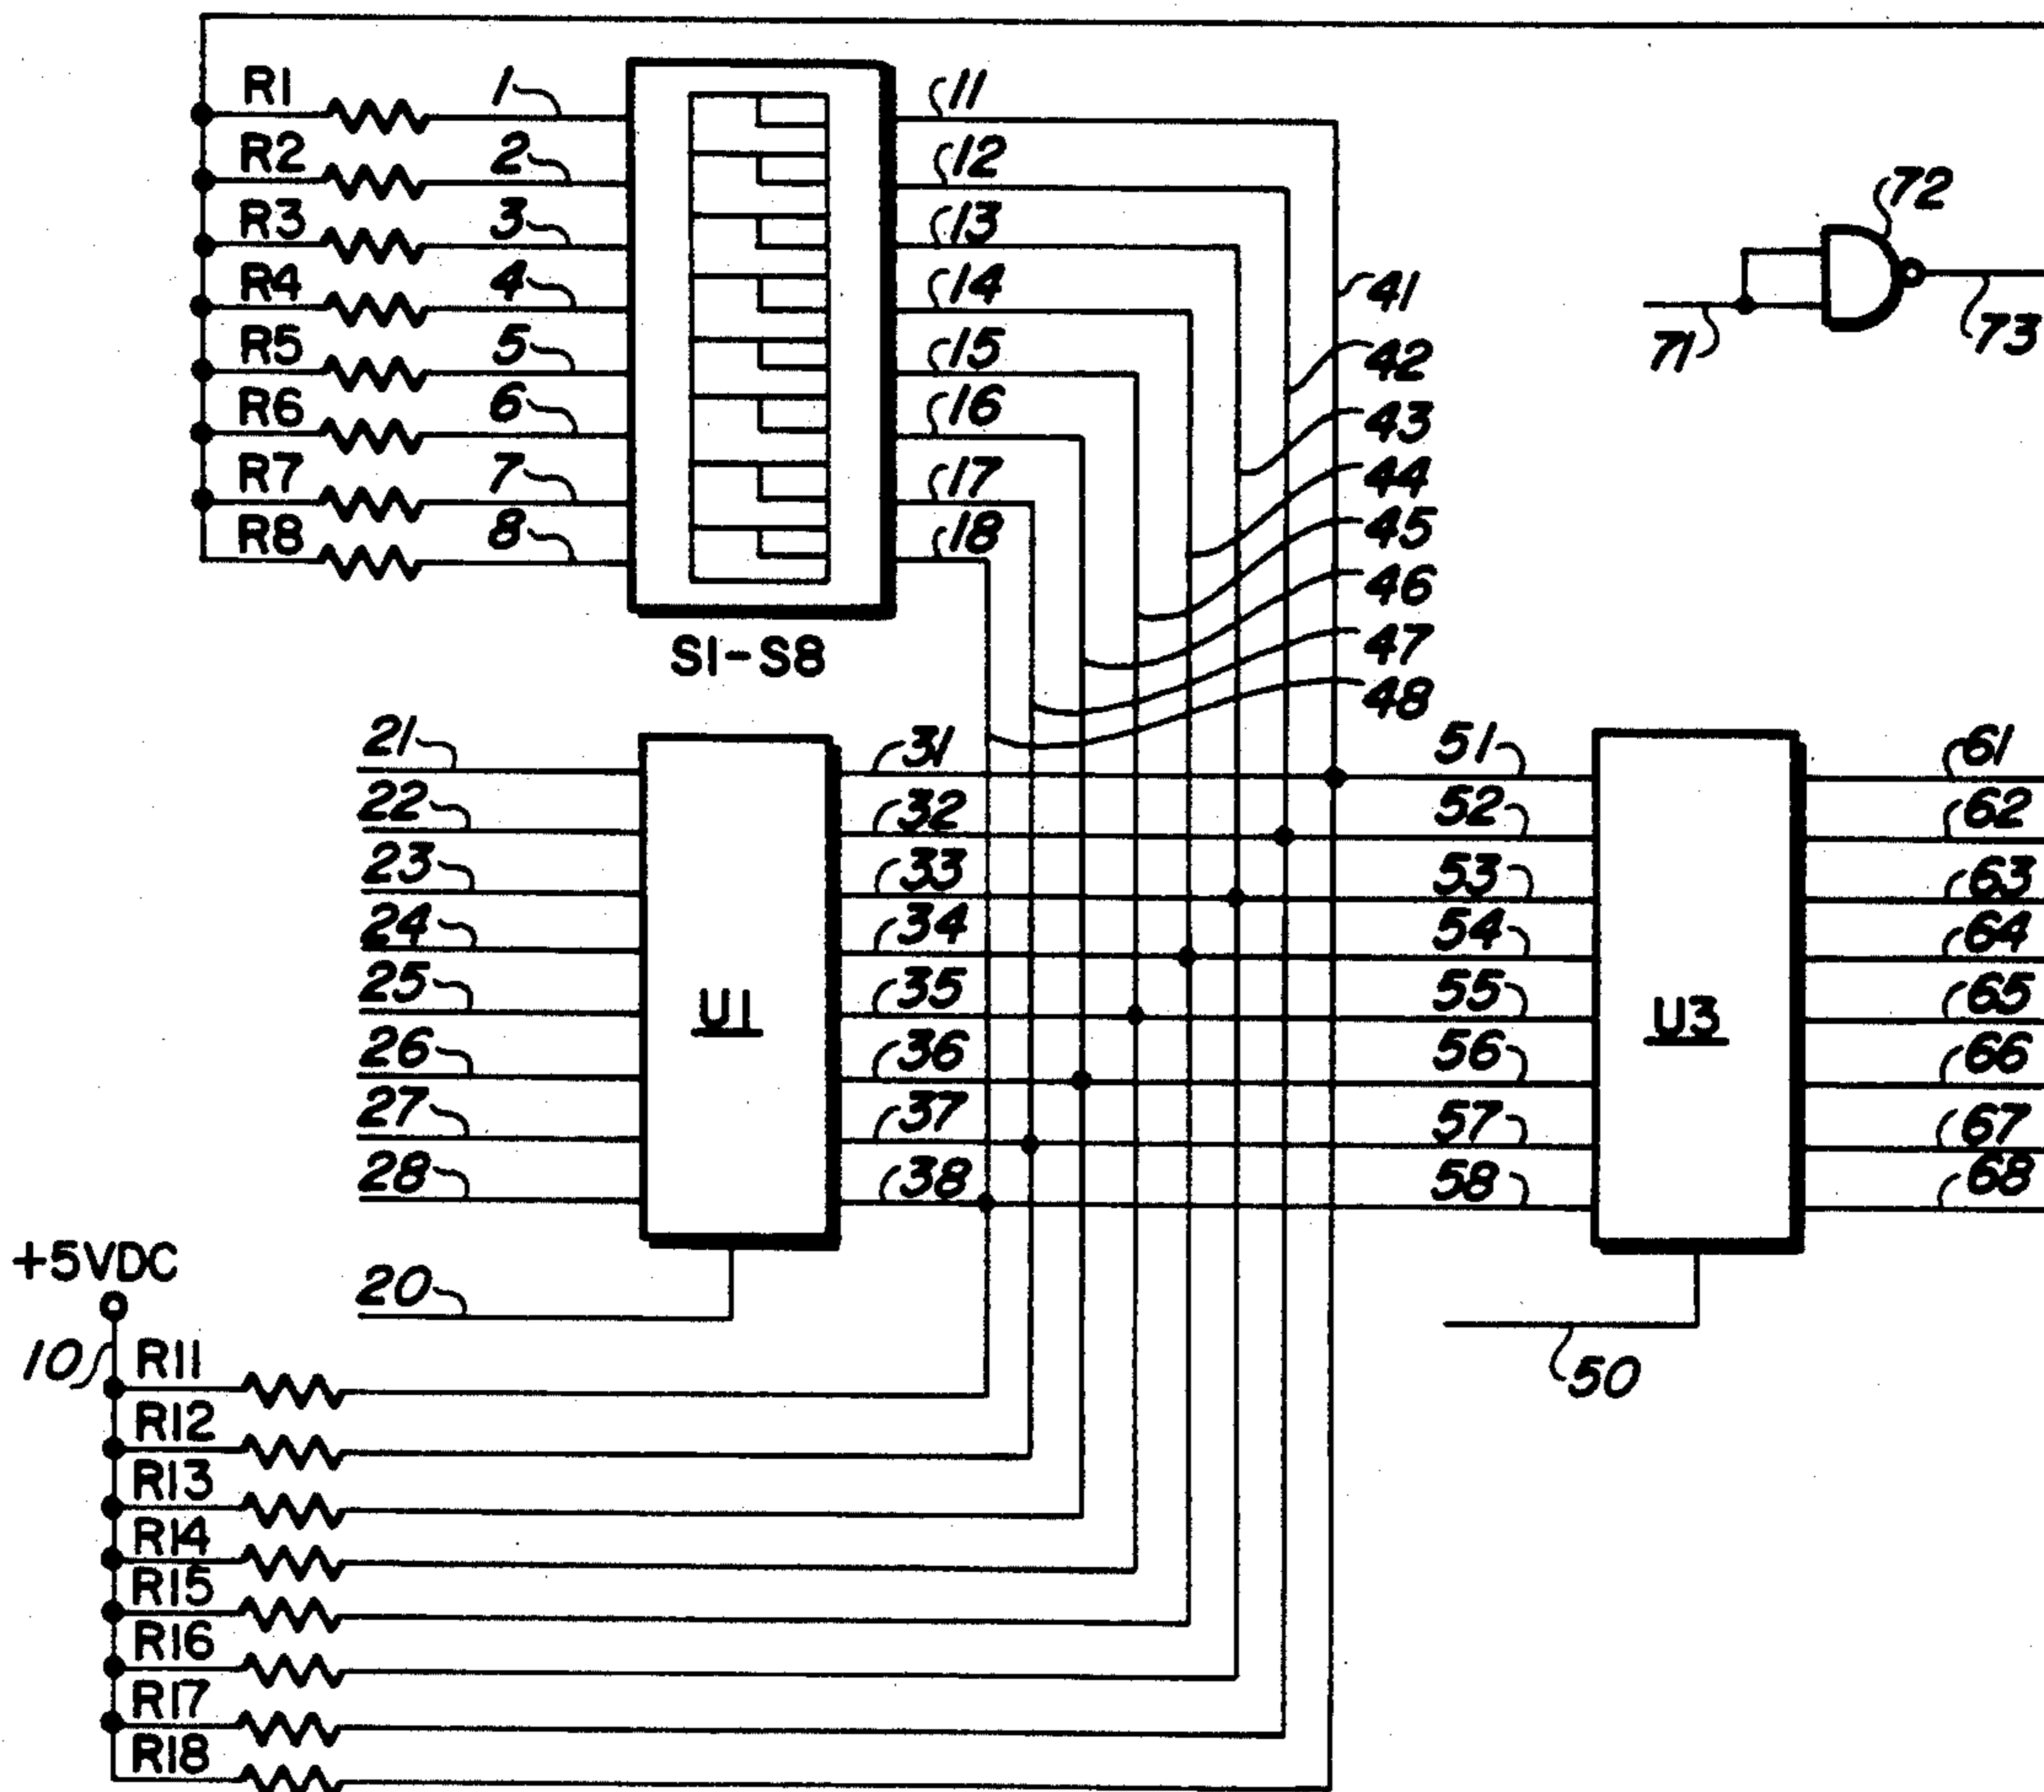 R1 1 11
R2 2 12
R3 3 13
R4 4 14
R5 5 15
R6 6 16
R7 7 17
R8 8 18
S1-S8
41
42
43
44
45
46
47
48
72
71 73
21 31 51 61
22 32 52 62
23 33 53 63
24 34 54 64
25 35 55 65
U1 U3
26 36 56 66
27 37 57 67
28 38 58 68
+5VDC
20
10
50
R11
R12
R13
R14
R15
R16
R17
R18